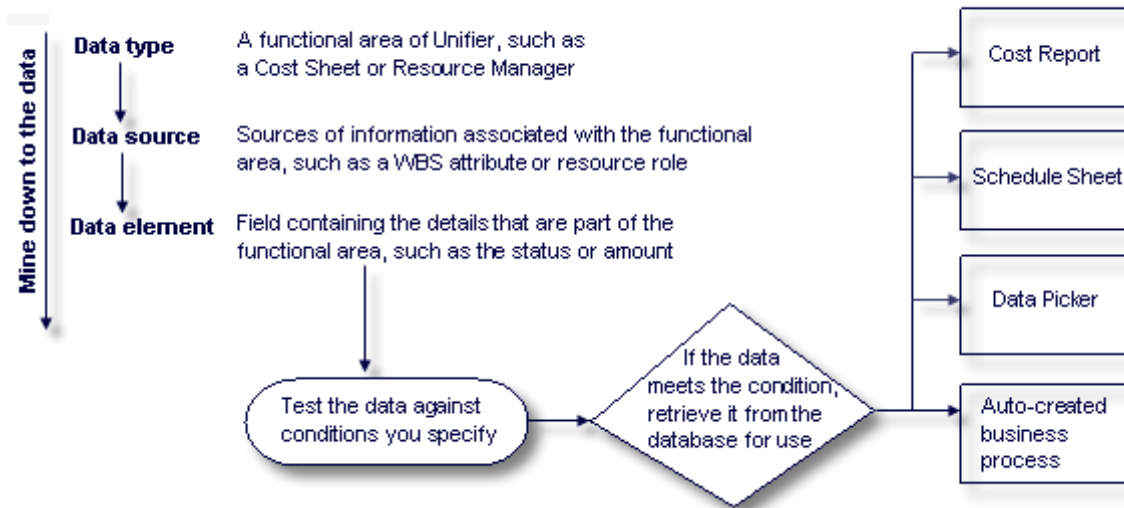 Mine down to the data
Data type
A functional area of Unifier, such as
a Cost Sheet or Resource Manager
Data source
Sources of information associated with the functional
area, such as a WBS attribute or resource role
Data element
Field containing the details that are part of the
functional area, such as the status or amount
Test the data against
conditions you specify
If the data
meets the condition,
retrieve it from the
database for use
Cost Report
Schedule Sheet
Data Picker
Auto-created
business
process